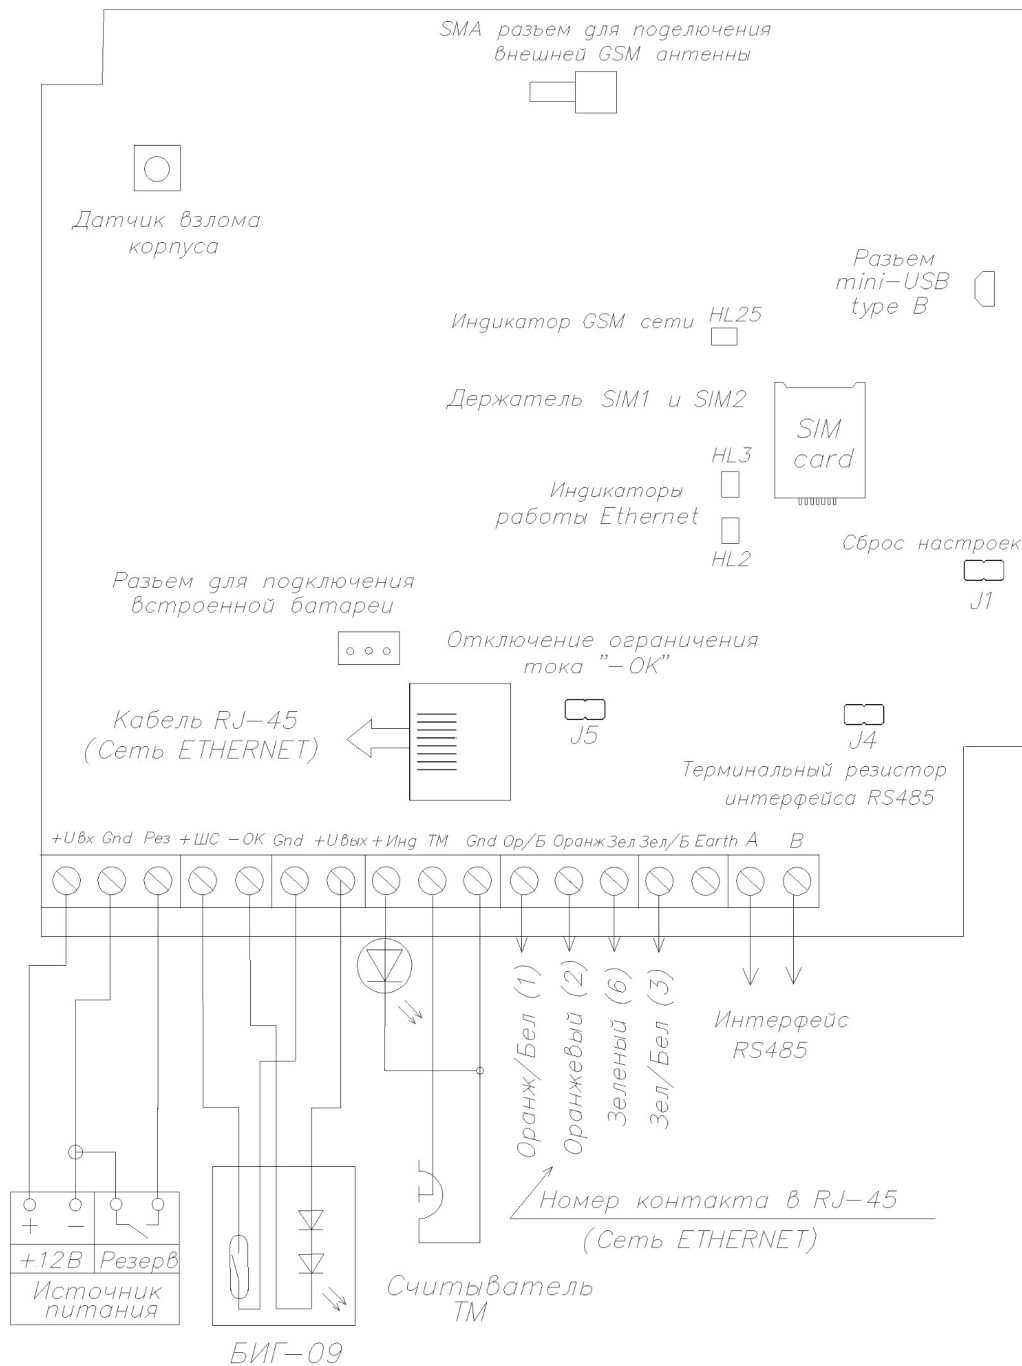 SMA разъем для поделючения
внешней GSM антенны
Датчик взлома
корпуса
Разъем
mini-USB
type B
Индикатор GSM сети HL25
Держатель SIM1 и SIM2
SIM
card
HL3
Индикаторы
работы Ethernet
HL2
Сброс настроек
J1
Разъем для подключения
встроенной батареи
Отключение ограничения
тока "-OK"
J5
J4
Кабель RJ-45
(Сеть ETHERNET)
Терминальный резистор
интерфейса RS485
+Uвх Gnd Рез +ШС -OK Gnd +Uвых +Инд ТМ Gnd Ор/Б Оранж Зел Зел/Б Earth A B
Оранж/Бел (1)
Оранжевый (2)
Зеленый (6)
Зел/Бел (3)
Интерфейс
RS485
Номер контакта в RJ-45
(Сеть ETHERNET)
+ -
+12В Резерв
Источник
питания
Считыватель
ТМ
БИГ-09